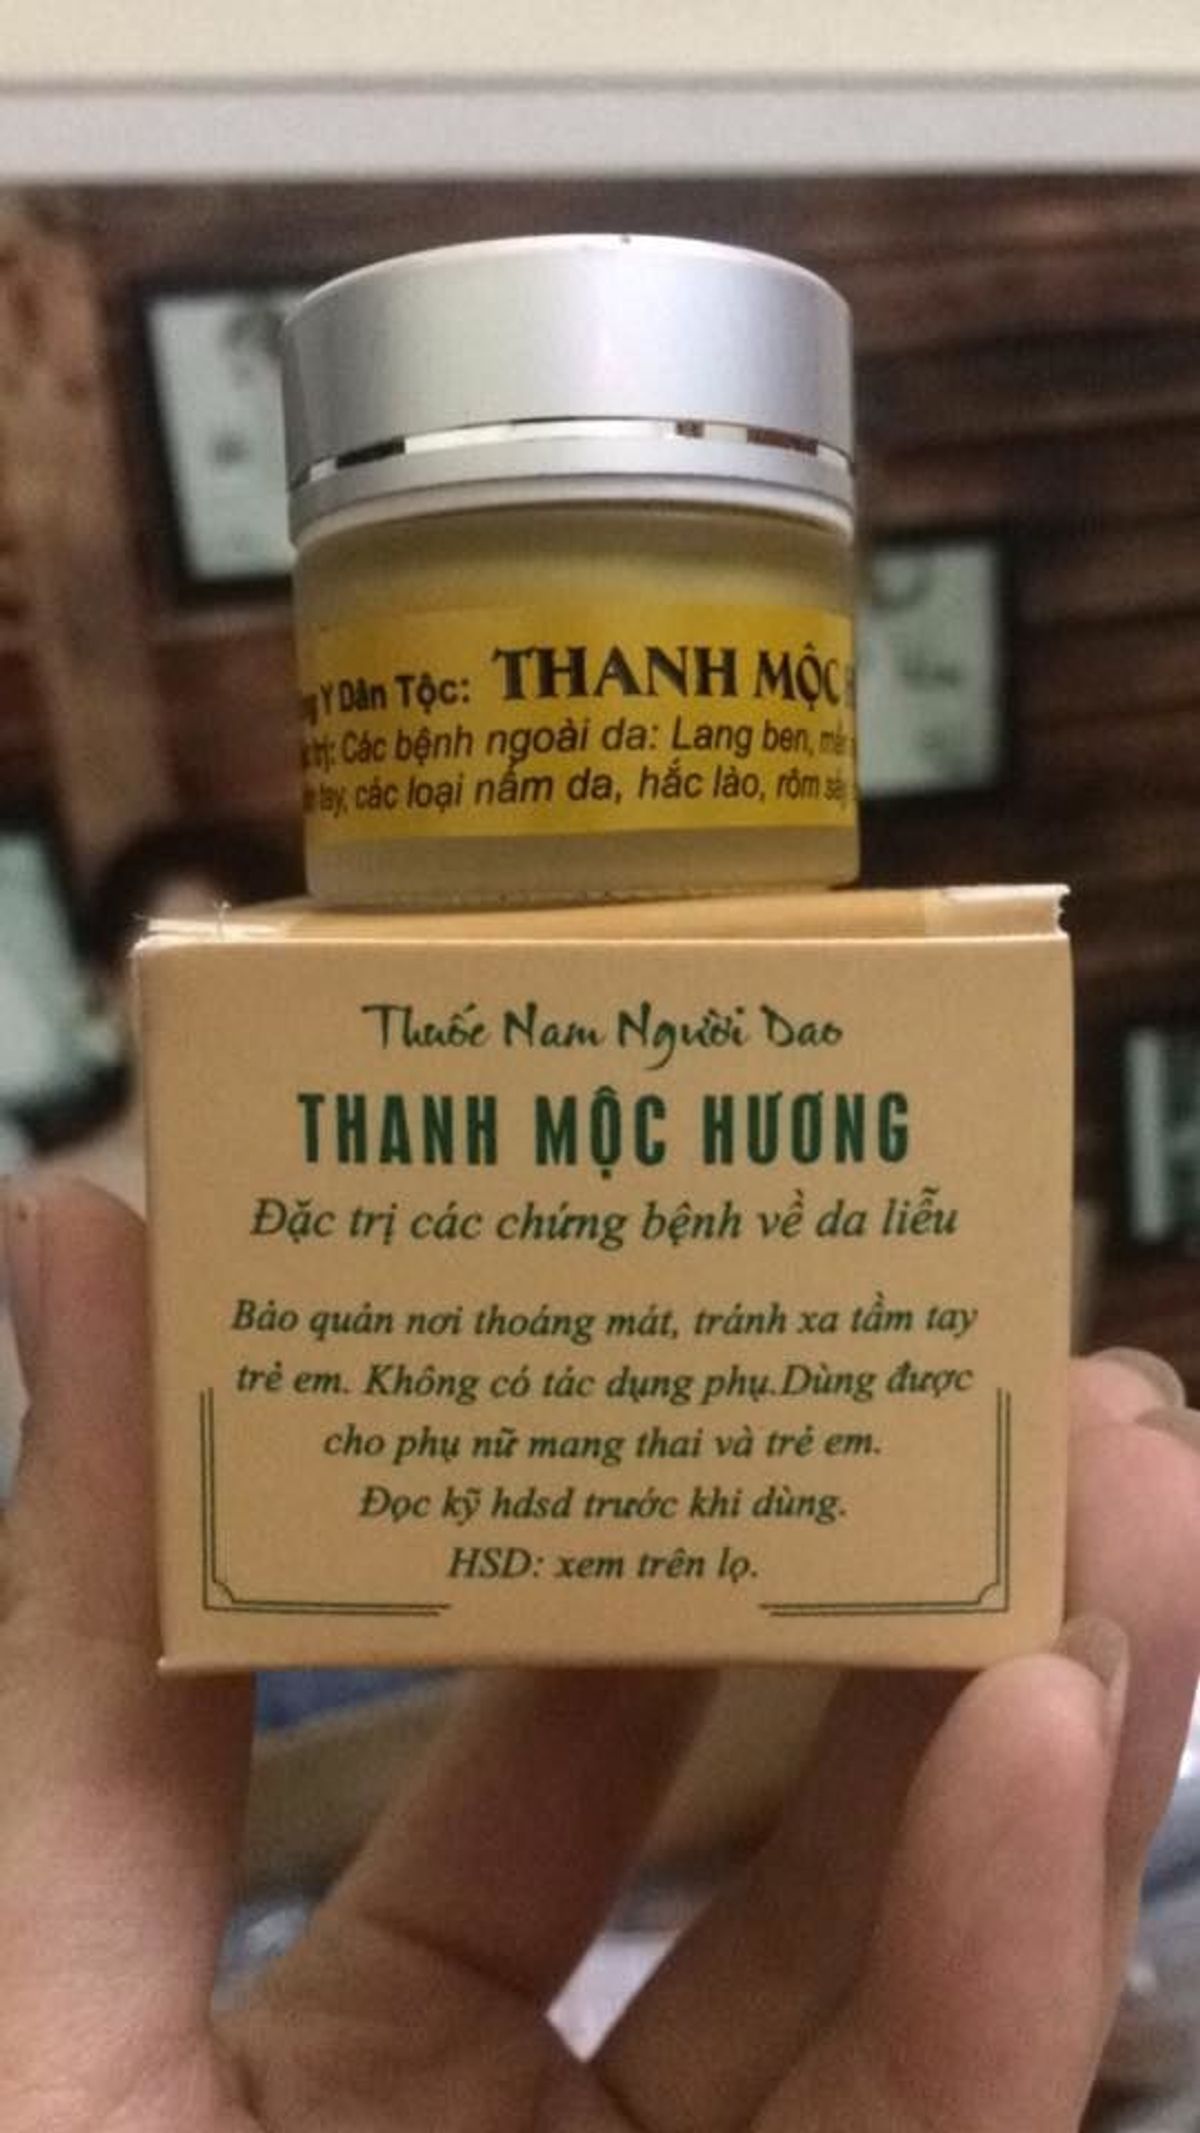 Y Dân Tộc: THANH MỘC
trị: Các bệnh ngoài da: Lang ben,
tay, các loại nấm da, hắc lào, rôm sảy
Thuốc Nam Người Dao
THANH MỘC HƯƠNG
Đặc trị các chứng bệnh về da liễu
Bảo quản nơi thoáng mát, tránh xa tầm tay
trẻ em. Không có tác dụng phụ.Dùng được
cho phụ nữ mang thai và trẻ em.
Đọc kỹ hdsd trước khi dùng.
HSD: xem trên lọ.